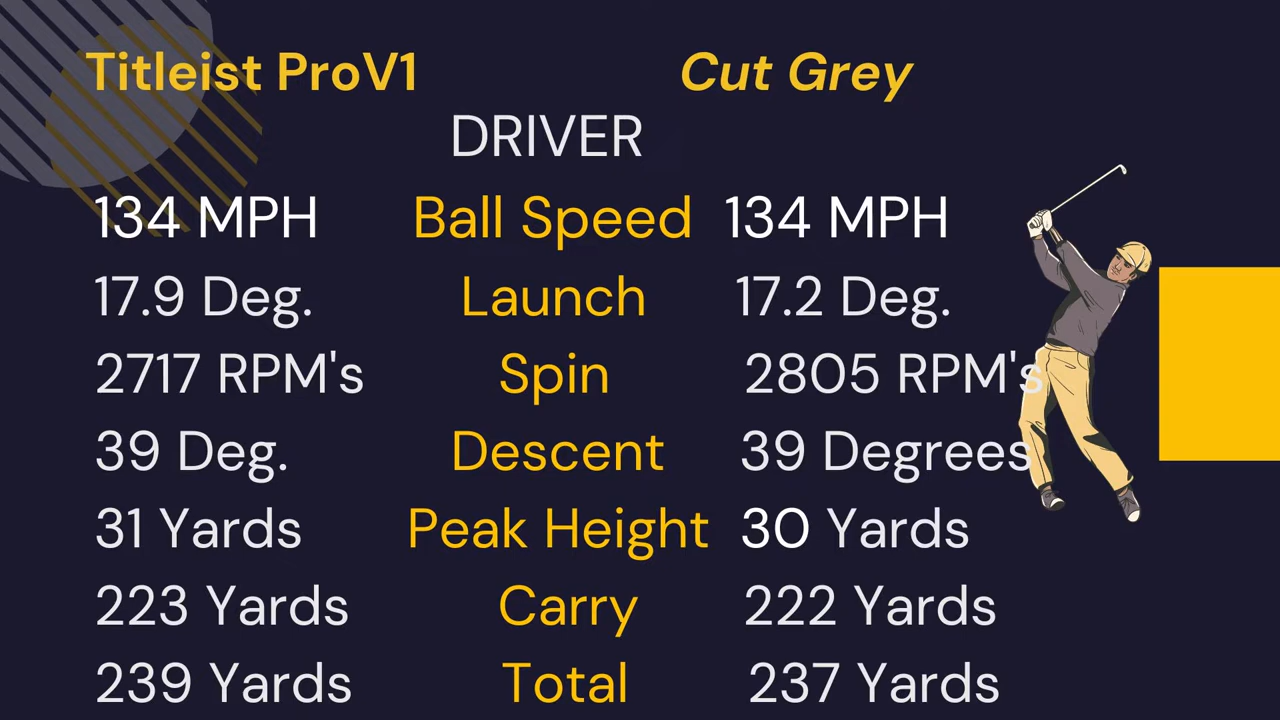 Titleist ProV1 Cut Grey
DRIVER
134 MPH Ball Speed 134 MPH
17.9 Deg. Launch 17.2 Deg.
2717 RPM's Spin 2805 RPM's
39 Deg. Descent 39 Degrees
31 Yards Peak Height 30 Yards
223 Yards Carry 222 Yards
239 Yards Total 237 Yards